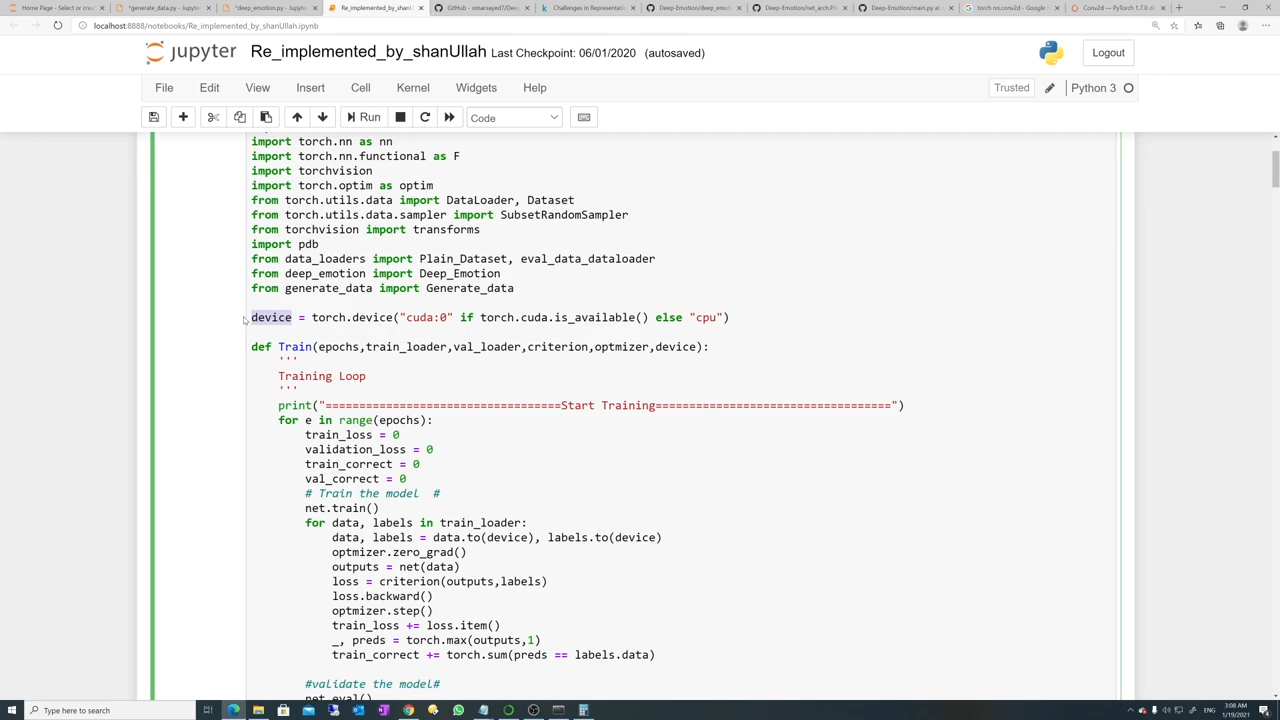 *generate_data.py - Jupyte
*deep_emotion.py - Jupyter
Re_implemented_by_shanU
Home Page - Select or crea
GitHub - omarsayed7/Deep
Challenges in Representati
Deep-Emotion/deep_emot
Deep-Emotion/net_arch.PN
Deep-Emotion/main.py at
torch nn.conv2d - Google S
Conv2d — PyTorch 1.7.0 d
localhost:8888/notebooks/Re_implemented_by_shanUllah.ipynb
jupyter Re_implemented_by_shanUllah Last Checkpoint: 06/01/2020 (autosaved)
Logout
File Edit View Insert Cell Kernel Widgets Help
Trusted
Python 3
Run
Code
import torch.nn as nn
import torch.nn.functional as F
import torchvision
import torch.optim as optim
from torch.utils.data import DataLoader, Dataset
from torch.utils.data.sampler import SubsetRandomSampler
from torchvision import transforms
import pdb
from data_loaders import Plain_Dataset, eval_data_dataloader
from deep_emotion import Deep_Emotion
from generate_data import Generate_data
device = torch.device("cuda:0" if torch.cuda.is_available() else "cpu")
def Train(epochs,train_loader,val_loader,criterion,optmizer,device):
'''
Training Loop
'''
print("===================================Start Training===================================")
for e in range(epochs):
train_loss = 0
validation_loss = 0
train_correct = 0
val_correct = 0
# Train the model  #
net.train()
for data, labels in train_loader:
data, labels = data.to(device), labels.to(device)
optmizer.zero_grad()
outputs = net(data)
loss = criterion(outputs,labels)
loss.backward()
optmizer.step()
train_loss += loss.item()
_, preds = torch.max(outputs,1)
train_correct += torch.sum(preds == labels.data)
#validate the model#
net.eval()
Type here to search
ENG
3:08 AM
1/19/2021